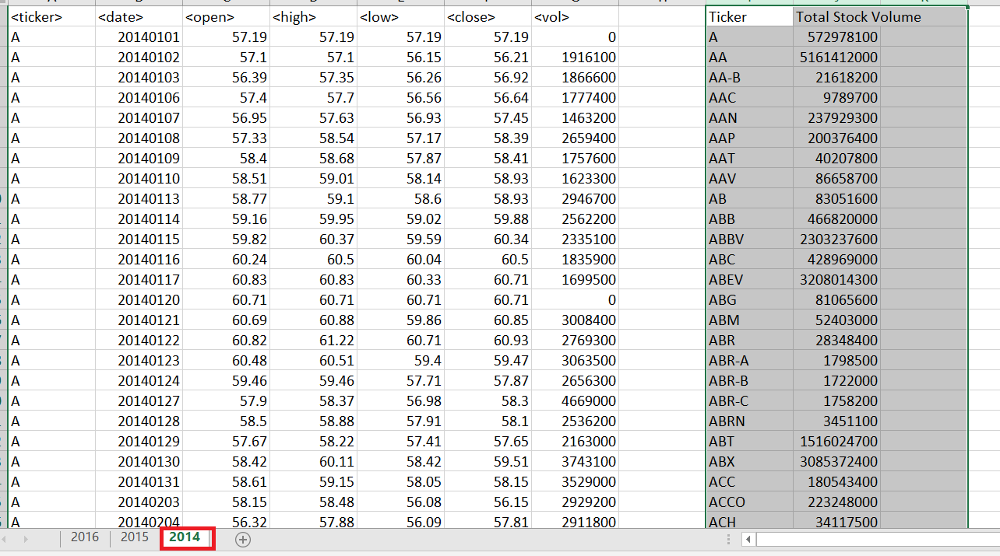 <ticker> <date> <open> <high> <low> <close> <vol> Ticker Total Stock Volume
A 20140101 57.19 57.19 57.19 57.19 0 A 572978100
A 20140102 57.1 57.1 56.15 56.21 1916100 AA 5161412000
A 20140103 56.39 57.35 56.26 56.92 1866600 AA-B 21618200
A 20140106 57.4 57.7 56.56 56.64 1777400 AAC 9789700
A 20140107 56.95 57.63 56.93 57.45 1463200 AAN 237929300
A 20140108 57.33 58.54 57.17 58.39 2659400 AAP 200376400
A 20140109 58.4 58.68 57.87 58.41 1757600 AAT 40207800
A 20140110 58.51 59.01 58.14 58.93 1623300 AAV 86658700
A 20140113 58.77 59.1 58.6 58.93 2946700 AB 83051600
A 20140114 59.16 59.95 59.02 59.88 2562200 ABB 466820000
A 20140115 59.82 60.37 59.59 60.34 2335100 ABBV 2303237600
A 20140116 60.24 60.5 60.04 60.5 1835900 ABC 428969000
A 20140117 60.83 60.83 60.33 60.71 1699500 ABEV 3208014300
A 20140120 60.71 60.71 60.71 60.71 0 ABG 81065600
A 20140121 60.69 60.88 59.86 60.85 3008400 ABM 52403000
A 20140122 60.82 61.22 60.71 60.93 2769300 ABR 28348400
A 20140123 60.48 60.51 59.4 59.47 3063500 ABR-A 1798500
A 20140124 59.46 59.46 57.71 57.87 2656300 ABR-B 1722000
A 20140127 57.9 58.37 56.98 58.3 4669000 ABR-C 1758200
A 20140128 58.5 58.88 57.91 58.1 2536200 ABRN 3451100
A 20140129 57.67 58.22 57.41 57.65 2163000 ABT 1516024700
A 20140130 58.42 60.11 58.42 59.51 3743100 ABX 3085372400
A 20140131 58.61 59.15 58.05 58.15 3529000 ACC 180543400
A 20140203 58.15 58.48 56.08 56.15 2929200 ACCO 223248000
A 20140204 56.32 57.88 56.09 57.81 2911800 ACH 34117500
2016 2015 2014